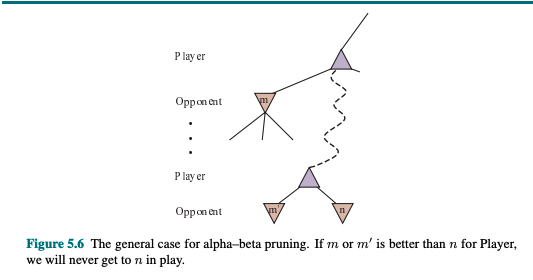 Player
Opponent
m
Player
Opponent
m'
n
Figure 5.6 The general case for alpha–beta pruning. If m or m′ is better than n for Player,
we will never get to n in play.